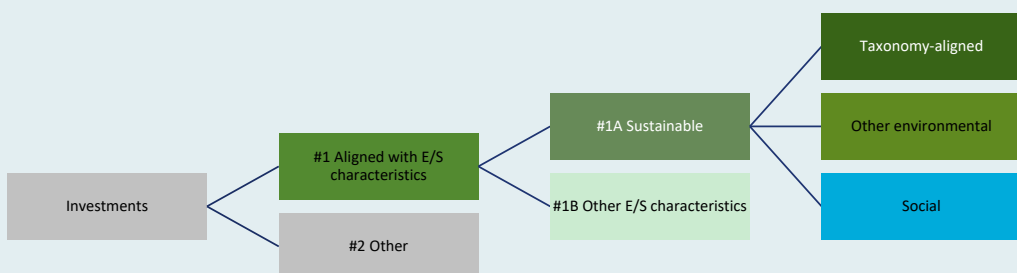 Investments
#1 Aligned with E/S
characteristics
#2 Other
#1A Sustainable
#1B Other E/S characteristics
Taxonomy-aligned
Other environmental
Social